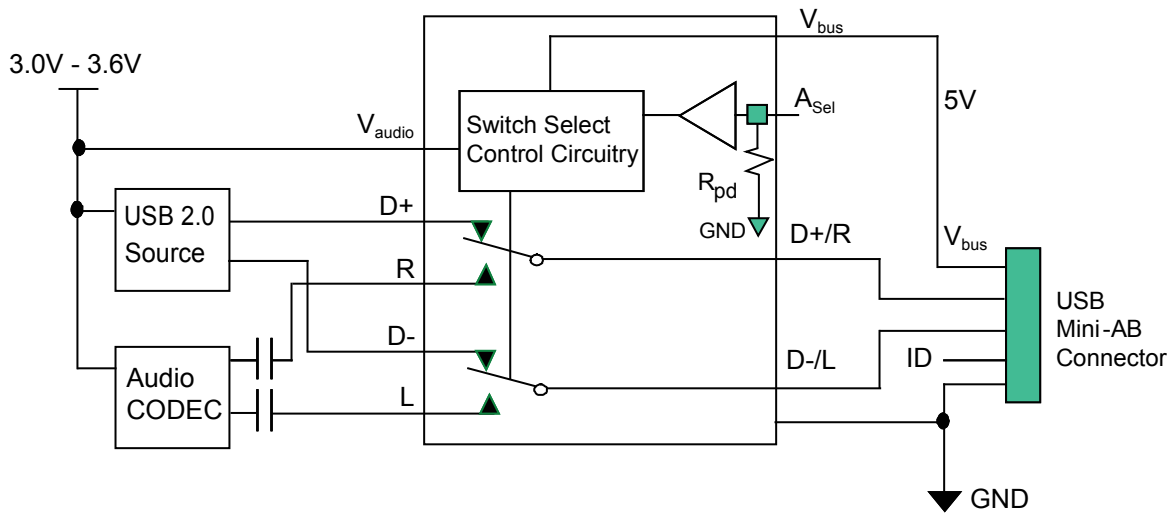 3.0V - 3.6V
Vbus
5V
ASel
Vaudio
Switch Select
Control Circuitry
Rpd
GND
USB 2.0
Source
D+
D+/R
Vbus
R
USB
Mini-AB
Connector
D-
D-/L
ID
Audio
CODEC
L
GND